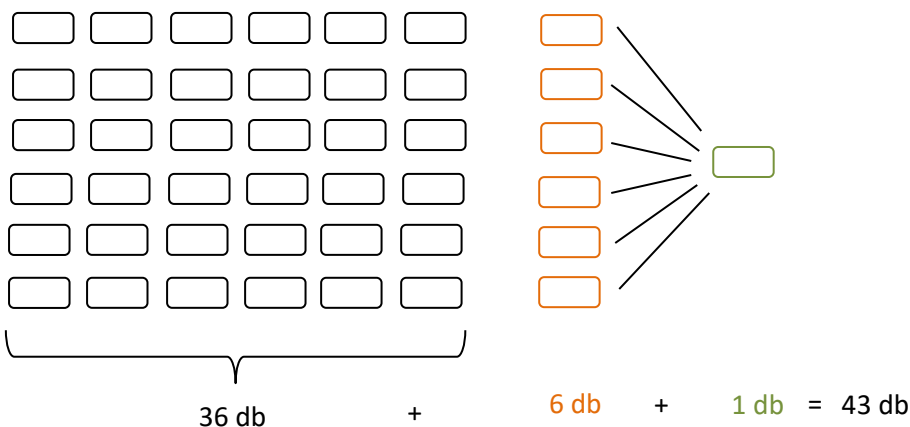 36 db + 6 db + 1 db = 43 db